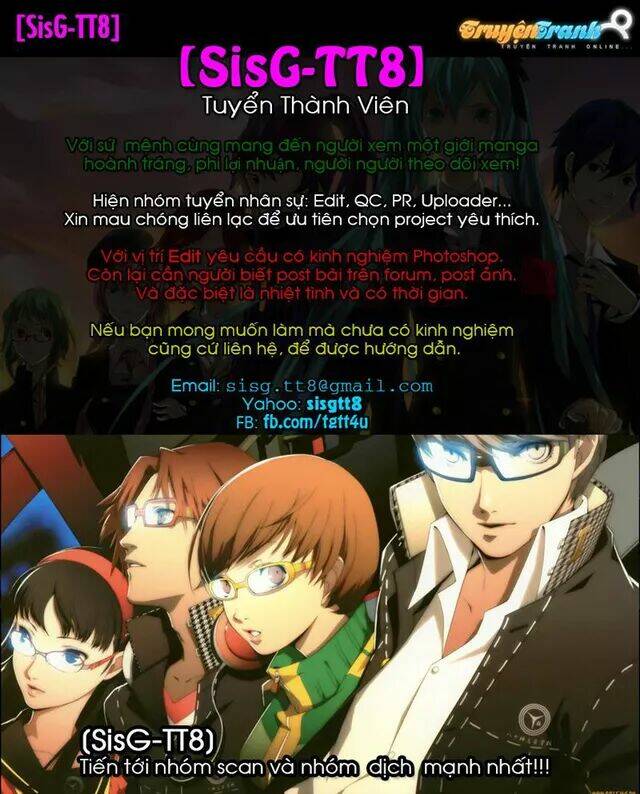 [SisG-TT8]
TruyệnTranh
TRUYỆN TRANH ONLINE...
[SisG-TT8]
Tuyển Thành Viên
Với sứ mệnh cùng mang đến người xem một giới manga
hoành tráng, phi lợi nhuận, người người theo dõi xem!
Hiện nhóm tuyển nhân sự: Edit, QC, PR, Uploader...
Xin mau chóng liên lạc để ưu tiên chọn project yêu thích.
Với vị trí Edit yêu cầu có kinh nghiệm Photoshop.
Còn lại cần người biết post bài trên forum, post ảnh.
Và đặc biệt là nhiệt tình và có thời gian.
Nếu bạn mong muốn làm mà chưa có kinh nghiệm
cũng cứ liên hệ, để được hướng dẫn.
Email: sisg.tt8@gmail.com
Yahoo: sisgtt8
FB: fb.com/tgtt4u
(SisG-TT8)
Tiến tới nhóm scan và nhóm dịch mạnh nhất!!!